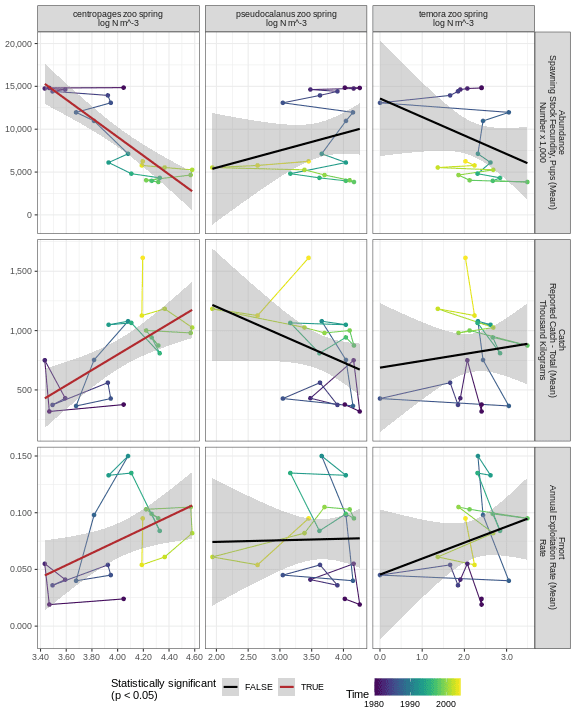 centropages zoo spring
log N m^-3
pseudocalanus zoo spring
log N m^-3
temora zoo spring
log N m^-3
20,000
15,000
10,000
5,000
0
Abundance
Spawning Stock Fecundity, Pups (Mean)
Number x 1,000
1,500
1,000
500
Catch
Reported Catch - Total (Mean)
Thousand kilograms
0.150
0.100
0.050
0.000
Fmort
Annual Exploitation Rate (Mean)
Rate
3.40 3.60 3.80 4.00 4.20 4.40 4.60
2.00 2.50 3.00 3.50 4.00
0.0 1.0 2.0 3.0
Statistically significant
(p < 0.05)
FALSE
TRUE
Time
1980 1990 2000